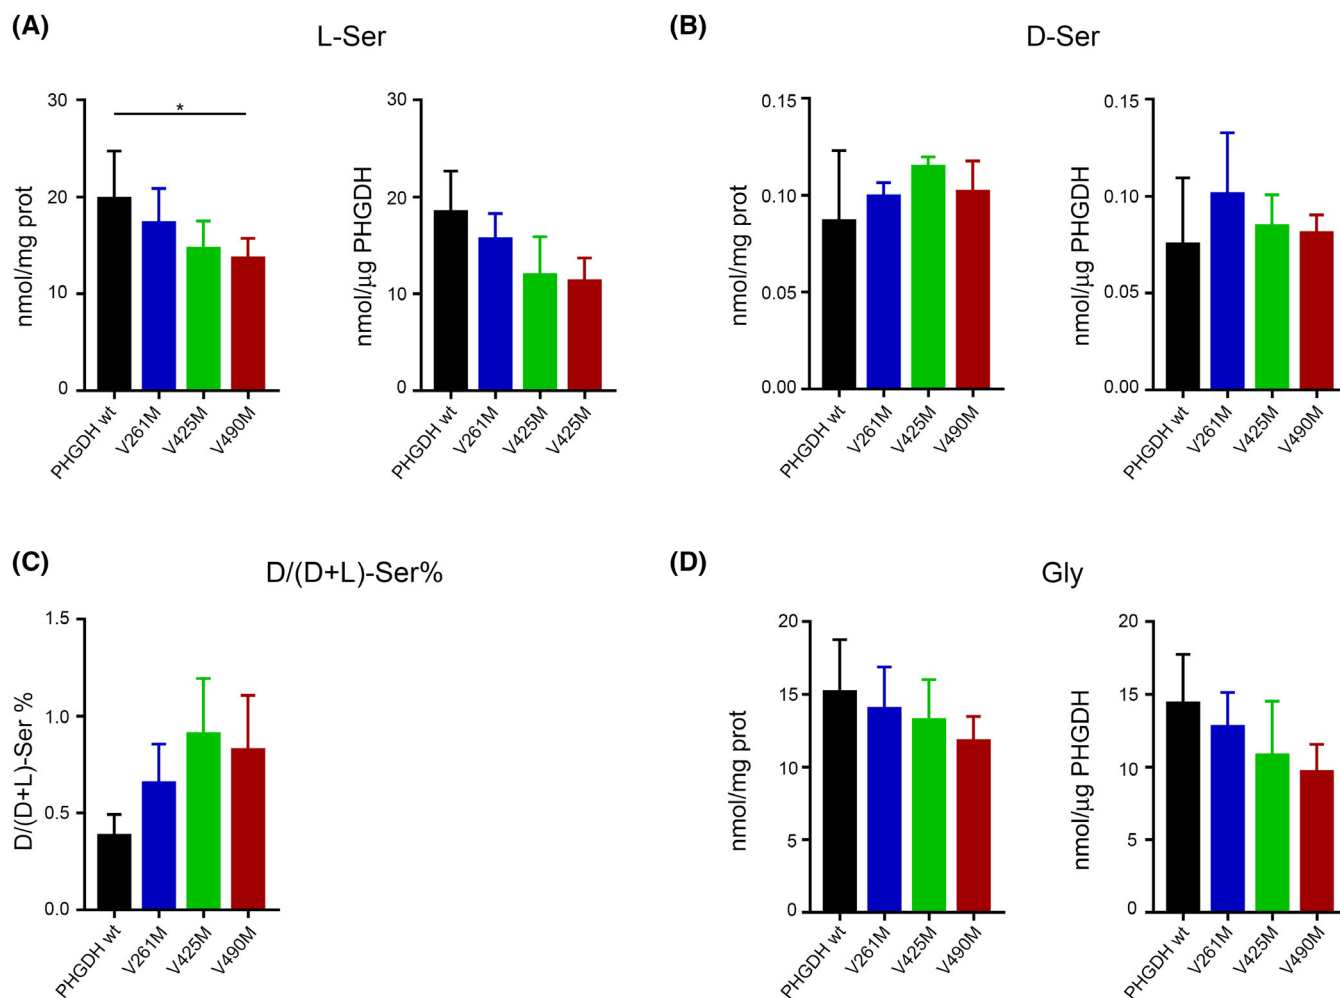 (A)
L-Ser
nmol/mg prot
30
20
10
0
*
PHGDH wt
V261M
V425M
V490M
nmol/µg PHGDH
30
20
10
0
PHGDH wt
V261M
V425M
V425M
(B)
D-Ser
nmol/mg prot
0.15
0.10
0.05
0.00
PHGDH wt
V261M
V425M
V490M
nmol/µg PHGDH
0.15
0.10
0.05
0.00
PHGDH wt
V261M
V425M
V490M
(C)
D/(D+L)-Ser%
D/(D+L)-Ser %
1.5
1.0
0.5
0.0
PHGDH wt
V261M
V425M
V490M
(D)
Gly
nmol/mg prot
20
15
10
5
0
PHGDH wt
V261M
V425M
V490M
nmol/µg PHGDH
20
15
10
5
0
PHGDH wt
V261M
V425M
V490M